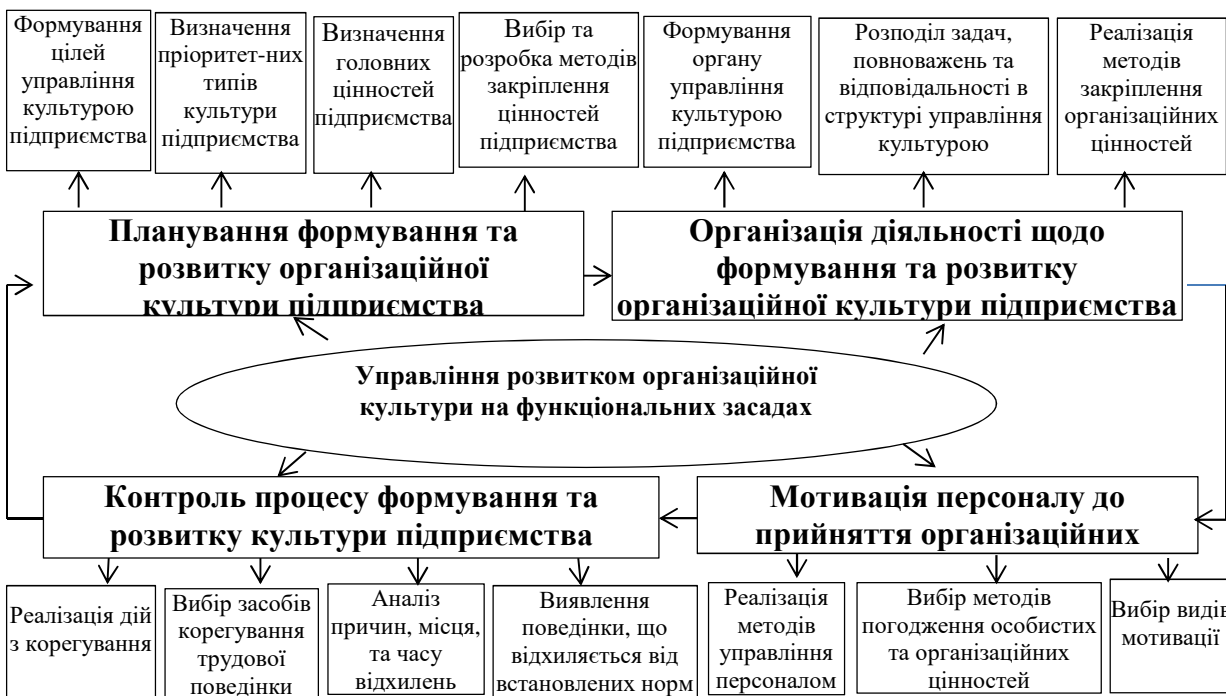 Формування
цілей
управління
культурою
підприємства
Визначення
пріоритет-них
типів
культури
підприємства
Визначення
головних
цінностей
підприємства
Вибір та
розробка методів
закріплення
цінностей
підприємства
Формування
органу
управління
культурою
підприємства
Розподіл задач,
повноважень та
відповідальності в
структурі управління
культурою
Реалізація
методів
закріплення
організаційних
цінностей
Планування формування та
розвитку організаційної
культури підприємства
Організація діяльності щодо
формування та розвитку
організаційної культури підприємства
Управління розвитком організаційної
культури на функціональних засадах
Контроль процесу формування та
розвитку культури підприємства
Мотивація персоналу до
прийняття організаційних
Реалізація дій
з корегування
Вибір засобів
корегування
трудової
поведінки
Аналіз
причин, місця,
та часу
відхилень
Виявлення
поведінки, що
відхиляється від
встановлених норм
Реалізація
методів
управління
персоналом
Вибір методів
погодження особистих
та організаційних
цінностей
Вибір видів
мотивації